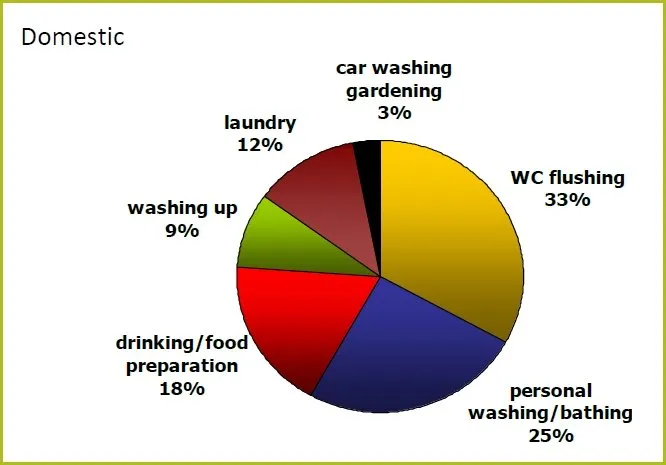 Domestic
car washing
gardening
3%
laundry
12%
WC flushing
33%
washing up
9%
drinking/food
preparation
18%
personal
washing/bathing
25%